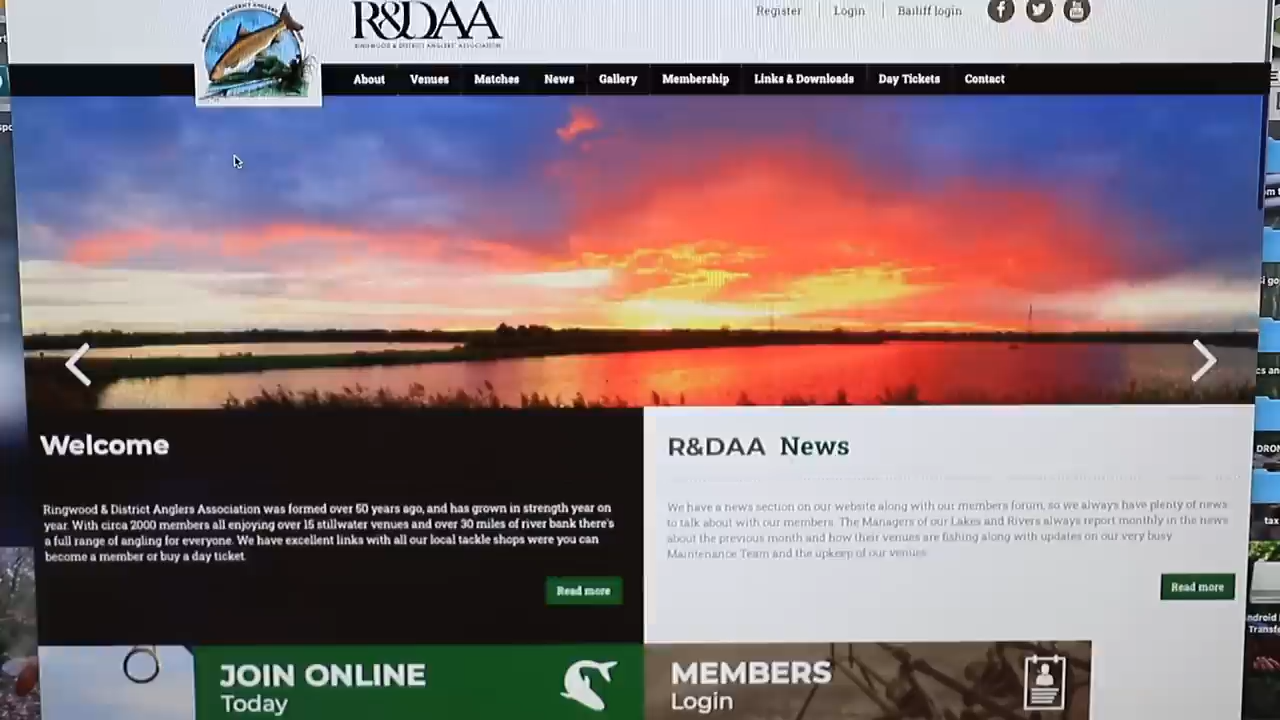 R&DAA
RINGWOOD & DISTRICT ANGLERS' ASSOCIATION
Register
Login
Bailiff login
About
Venues
Matches
News
Gallery
Membership
Links & Downloads
Day Tickets
Contact
Welcome
Ringwood & District Anglers Association was formed over 50 years ago, and has grown in strength year on
year. With circa 2000 members all enjoying over 15 stillwater venues and over 30 miles of river bank there's
a full range of angling for everyone. We have excellent links with all our local tackle shops were you can
become a member or buy a day ticket.
Read more
R&DAA News
We have a news section on our website along with our members forum, so we always have plenty of news
to talk about with our members. The Managers of our Lakes and Rivers always report monthly in the news
about the previous month and how their venues are fishing along with updates on our very busy
Maintenance Team and the upkeep of our venues.
Read more
JOIN ONLINE
Today
MEMBERS
Login